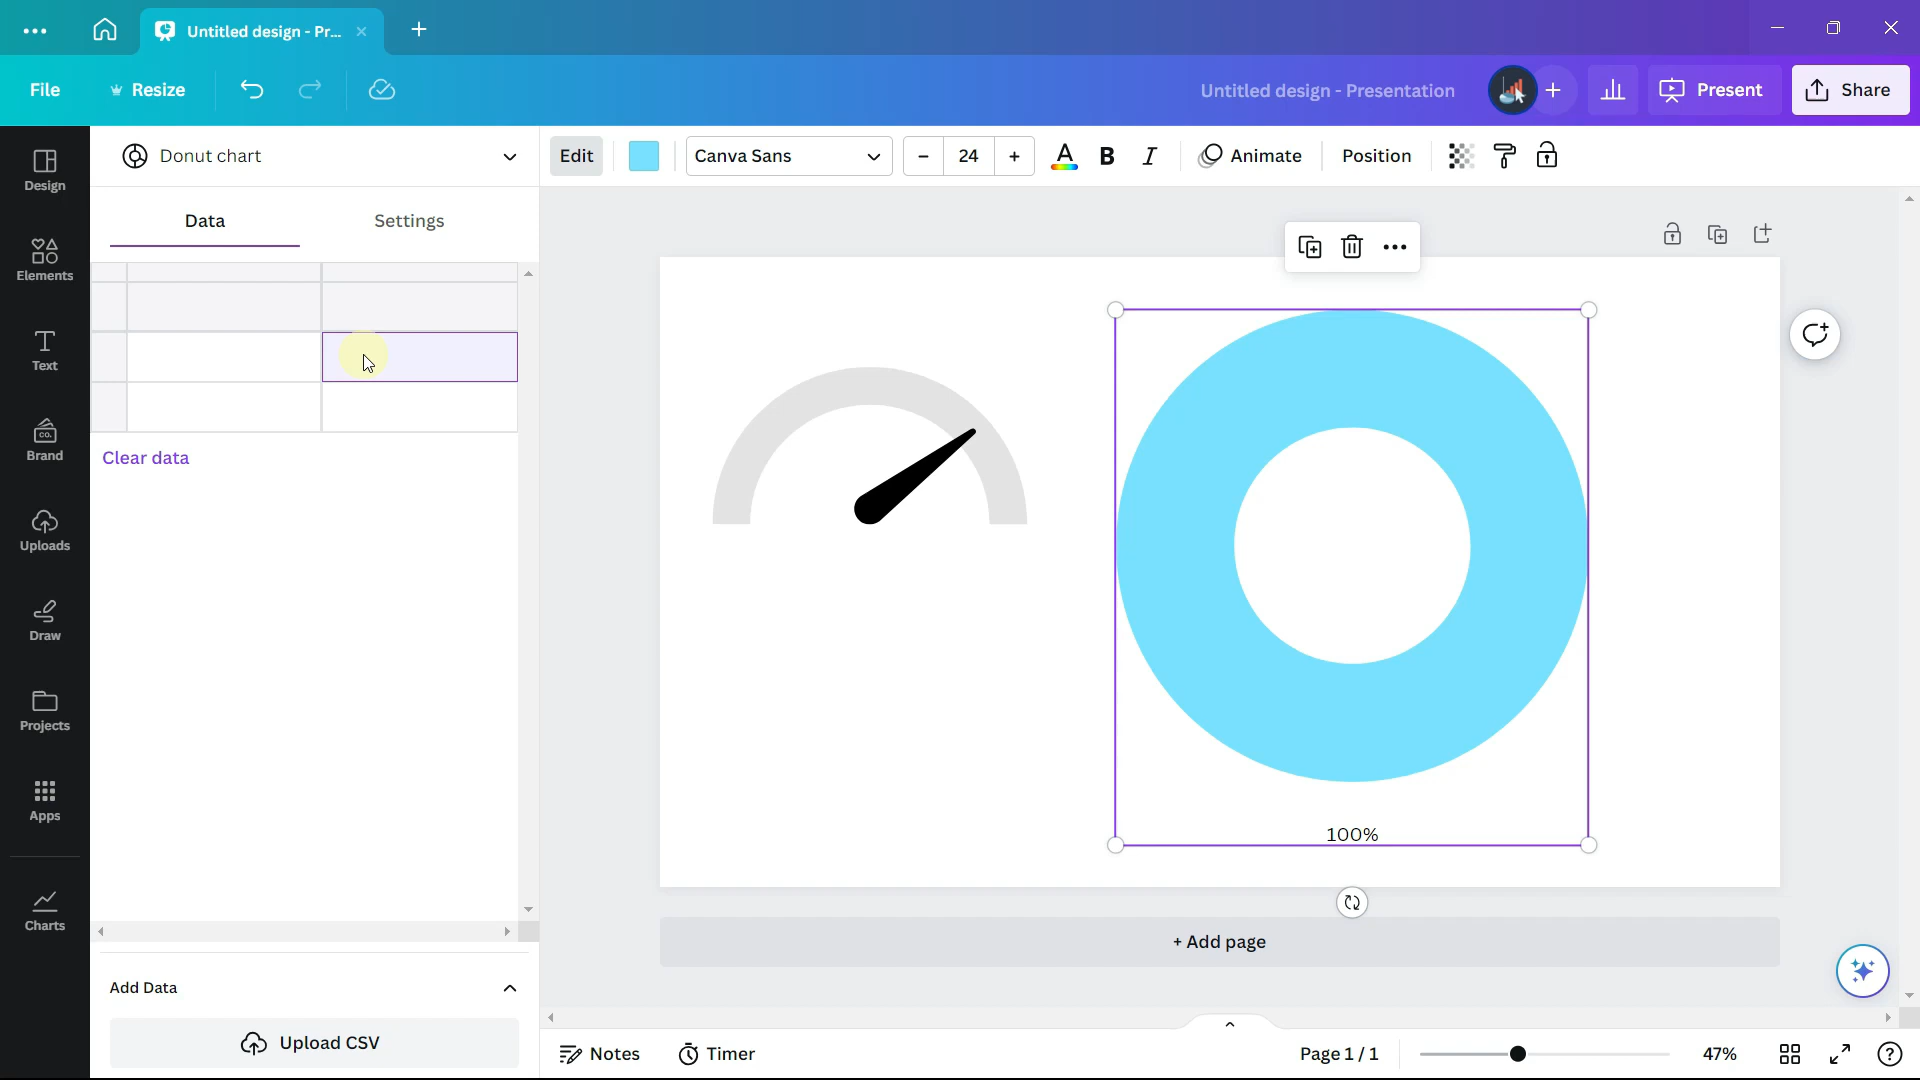 Untitled design - Pr...
File
Resize
Untitled design - Presentation
Present
Share
Design
Elements
Text
Brand
CO.
Uploads
Draw
Projects
Apps
Charts
Donut chart
Data
Settings
Clear data
Add Data
Upload CSV
Edit
Canva Sans
24
A
B
I
Animate
Position
100%
+ Add page
Notes
Timer
Page 1 / 1
47%